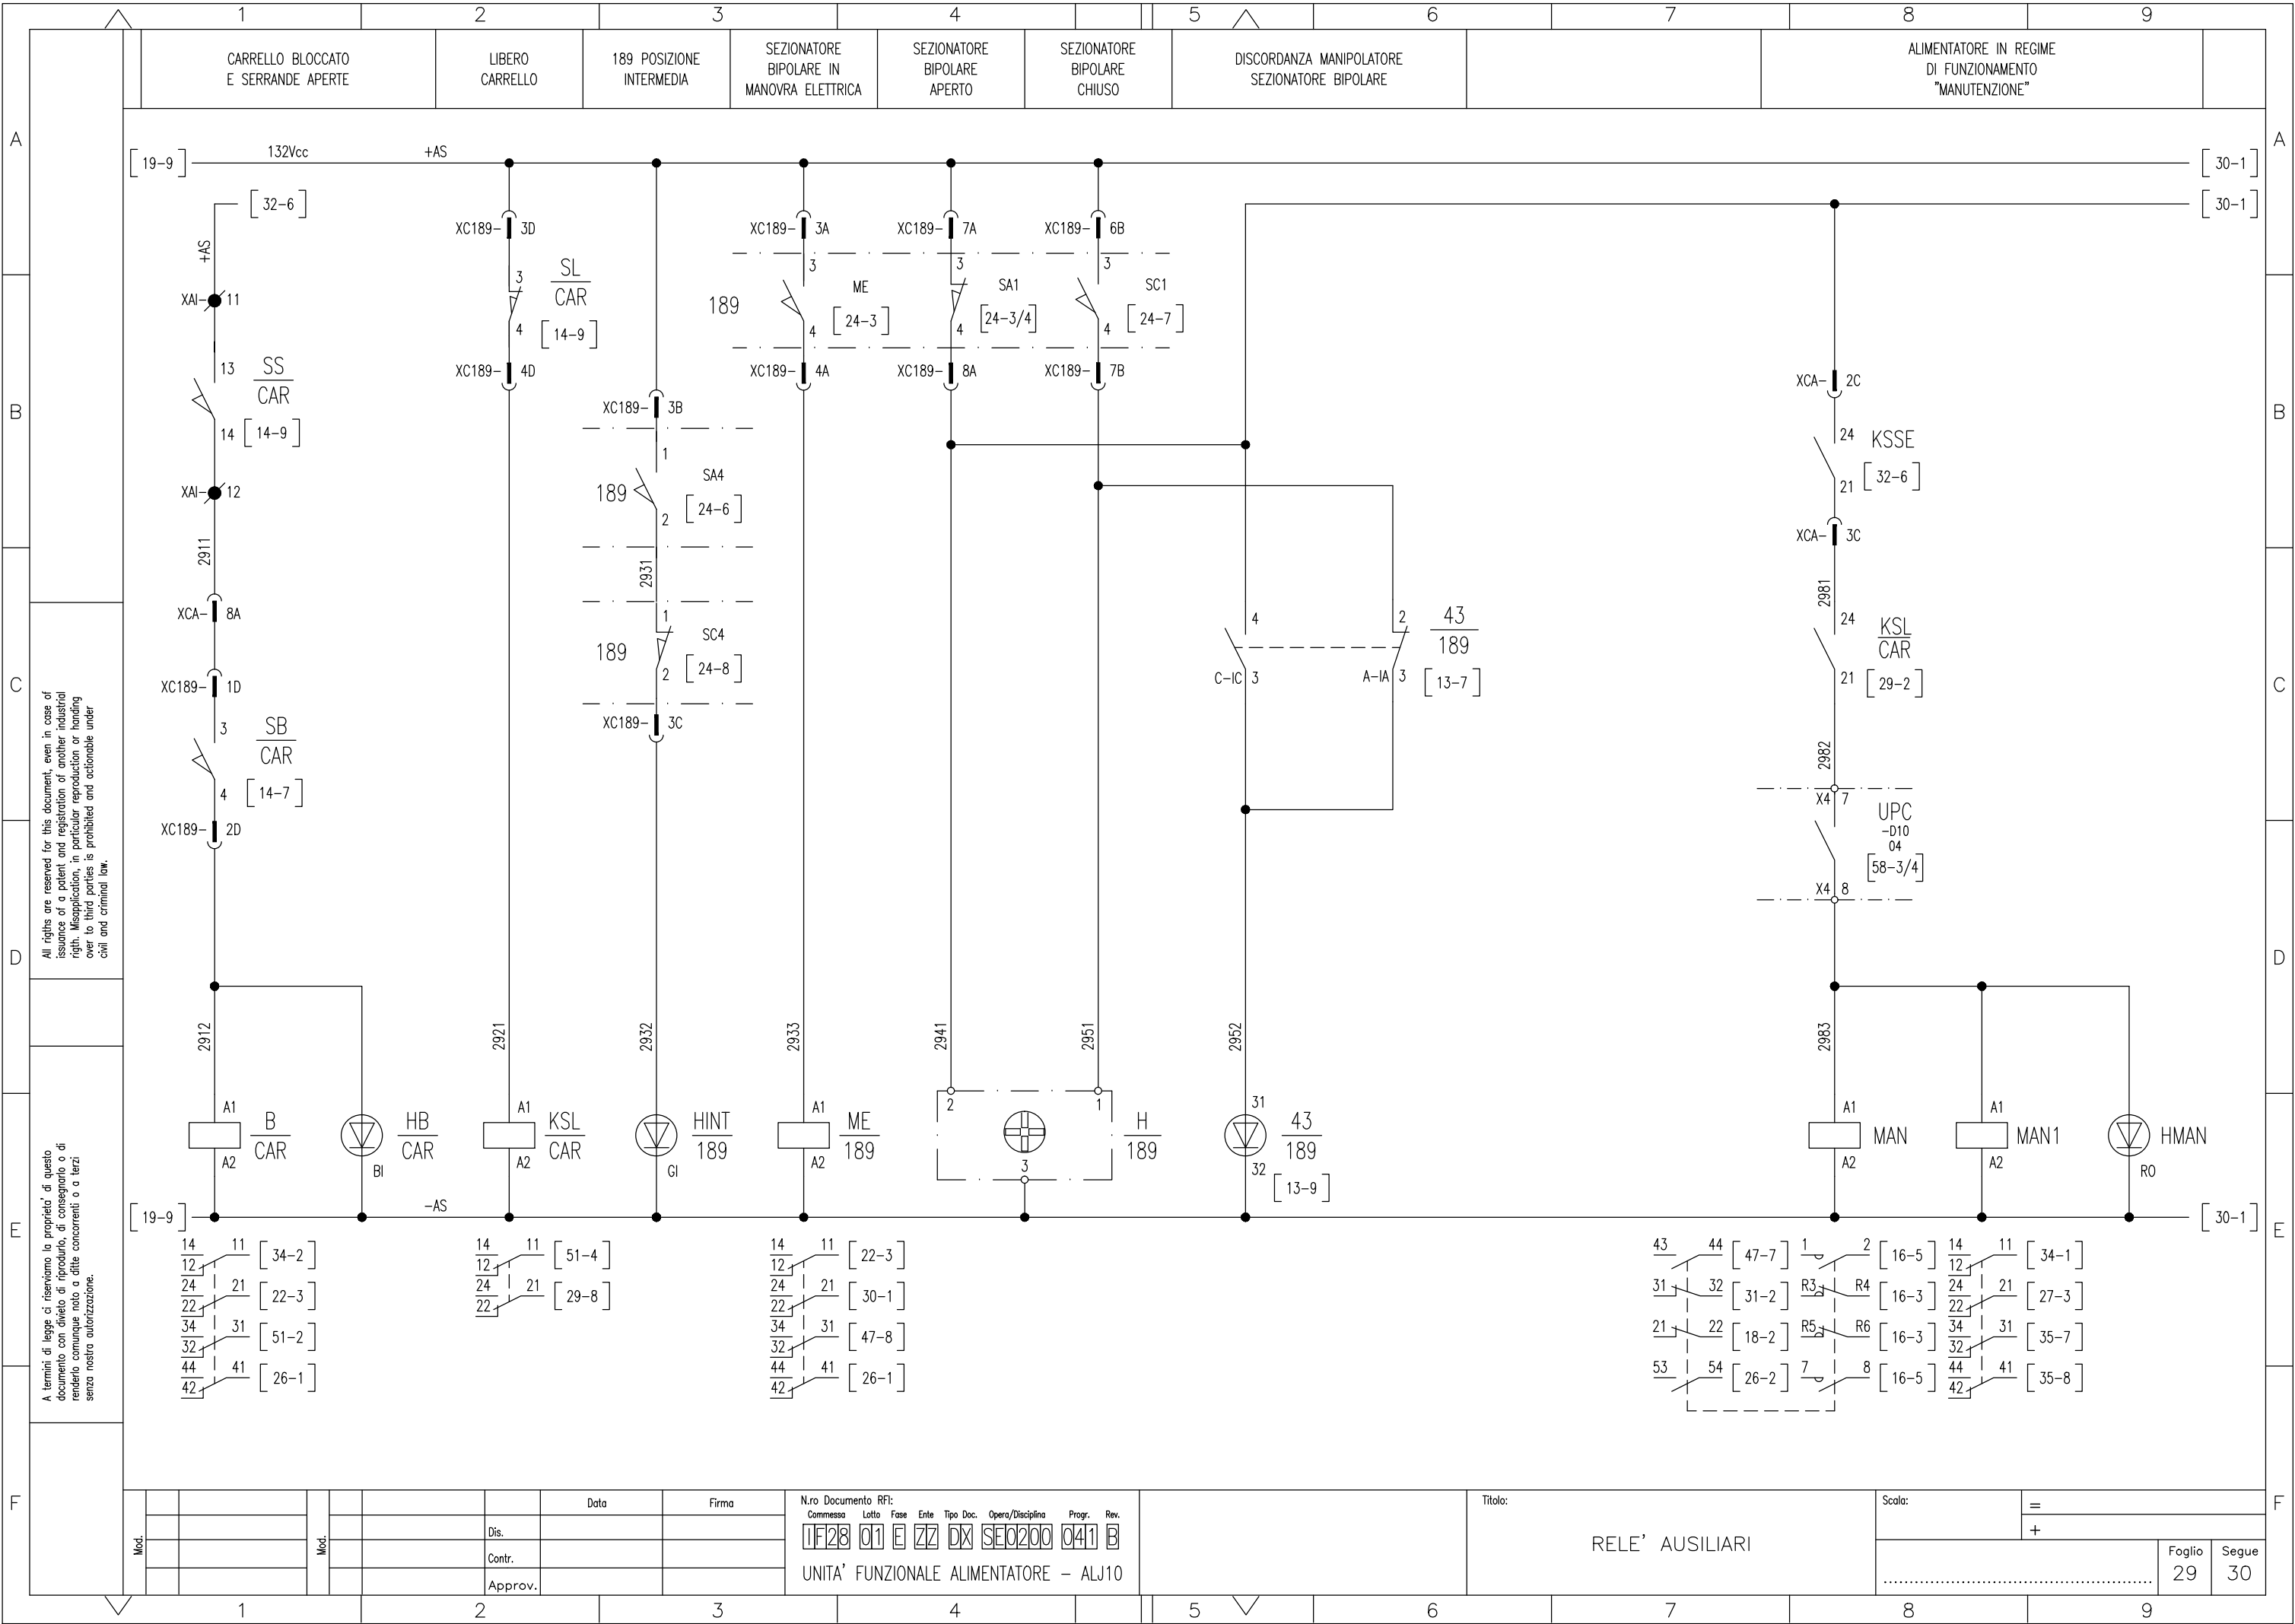 1 2 3 4 5 6 7 8 9
CARRELLO BLOCCATO
E SERRANDE APERTE
LIBERO
CARRELLO
189 POSIZIONE
INTERMEDIA
SEZIONATORE
BIPOLARE IN
MANOVRA ELETTRICA
SEZIONATORE
BIPOLARE
APERTO
SEZIONATORE
BIPOLARE
CHIUSO
DISCORDANZA MANIPOLATORE
SEZIONATORE BIPOLARE
ALIMENTATORE IN REGIME
DI FUNZIONAMENTO
"MANUTENZIONE"
A
A
[19-9] 132Vcc +AS [30-1]
[32-6] [30-1]
+AS
XAI- 11
13
SS
CAR
14 [14-9]
XAI- 12
2911
XCA- 8A
XC189- 1D
3
SB
CAR
4 [14-7]
XC189- 2D
2912
A1
B
CAR
A2
HB
CAR
BI
XC189- 3D
3
SL
CAR
4 [14-9]
XC189- 4D
2921
A1
KSL
CAR
A2
XC189- 3B
1
189
SA4
2 [24-6]
2931
1
189
SC4
2 [24-8]
XC189- 3C
2932
HINT
189
GI
XC189- 3A
3
189
ME
4 [24-3]
XC189- 4A
2933
A1
ME
189
A2
XC189- 7A
3
SA1
4 [24-3/4]
XC189- 8A
2941
2
XC189- 6B
3
SC1
4 [24-7]
XC189- 7B
2951
1
H
189
3
4
C-IC 3
2
43
189
A-IA 3 [13-7]
2952
31
43
189
32 [13-9]
XCA- 2C
24
KSSE
21 [32-6]
XCA- 3C
2981
24
KSL
CAR
21 [29-2]
2982
X4 7
UPC
-D10
04
[58-3/4]
X4 8
2983
A1
MAN
A2
A1
MAN1
A2
HMAN
RO
B
B
C
C
D
D
E
E
F
F
[19-9] -AS [30-1]
14 11 [34-2]
12
24 21 [22-3]
22
34 31 [51-2]
32
44 41 [26-1]
42
14 11 [51-4]
12
24 21 [29-8]
22
14 11 [22-3]
12
24 21 [30-1]
22
34 31 [47-8]
32
44 41 [26-1]
42
43 44 [47-7]
31 32 [31-2]
21 22 [18-2]
53 54 [26-2]
1 2 [16-5]
R3 R4 [16-3]
R5 R6 [16-3]
7 8 [16-5]
14 11 [34-1]
12
24 21 [27-3]
22
34 31 [35-7]
32
44 41 [35-8]
42
All rigths are reserved for this document, even in case of
issuance of a patent and registration of another industrial
rigth. Misapplication, in particular reproduction or handing
over to third parties is prohibited and actionable under
civil and criminal law.
A termini di legge ci riserviamo la proprieta' di questo
documento con divieto di riprodurlo, di consegnarlo o di
renderlo comunque noto a ditte concorrenti o a terzi
senza nostra autorizzazione.
Mod.
Mod.
Data Firma
Dis.
Contr.
Approv.
N.ro Documento RFI:
Commessa Lotto Fase Ente Tipo Doc. Opera/Disciplina Progr. Rev.
IF28 01 E ZZ DX SE0200 041 B
UNITA' FUNZIONALE ALIMENTATORE - ALJ10
Titolo:
RELE' AUSILIARI
Scala:
=
+
Foglio
29
Segue
30
1 2 3 4 5 6 7 8 9